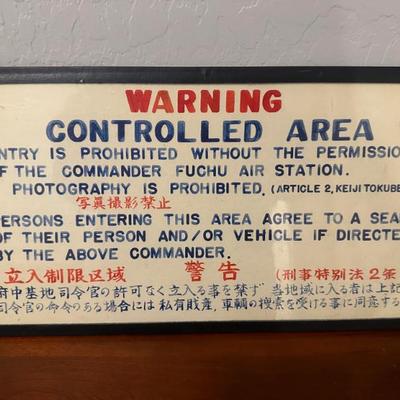 WARNING
CONTROLLED AREA
NTRY IS PROHIBITED WITHOUT THE PERMISSIO
F THE COMMANDER FUCHU AIR STATION.
PHOTOGRAPHY IS PROHIBITED. (ARTICLE 2, KEIJI TOKUBE
写真撮影禁止
ERSONS ENTERING THIS AREA AGREE TO A SEA
OF THEIR PERSON AND/OR VEHICLE IF DIRECTE
BY THE ABOVE COMMANDER.
立入制限区域 警告 (刑事特別法2条
府中基地司令官の許可なく立入る事を禁ず 当地域に入る者は上記
司令官の命令のある場合には私有財産,車輌の捜索を受ける事に同意する